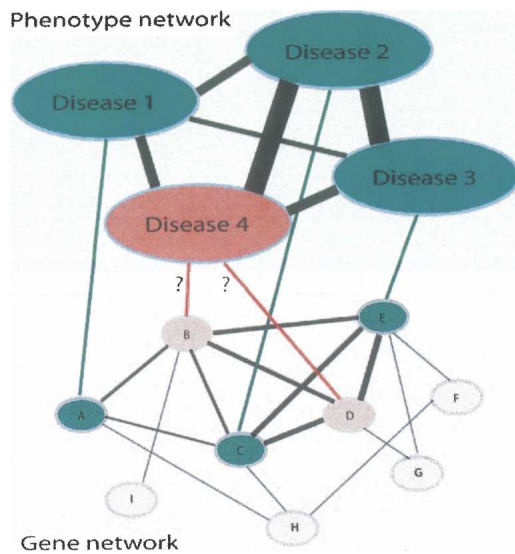 Phenotype network
Disease 2
Disease 1
Disease 3
Disease 4
?
?
E
B
F
A
D
C
G
I
H
Gene network